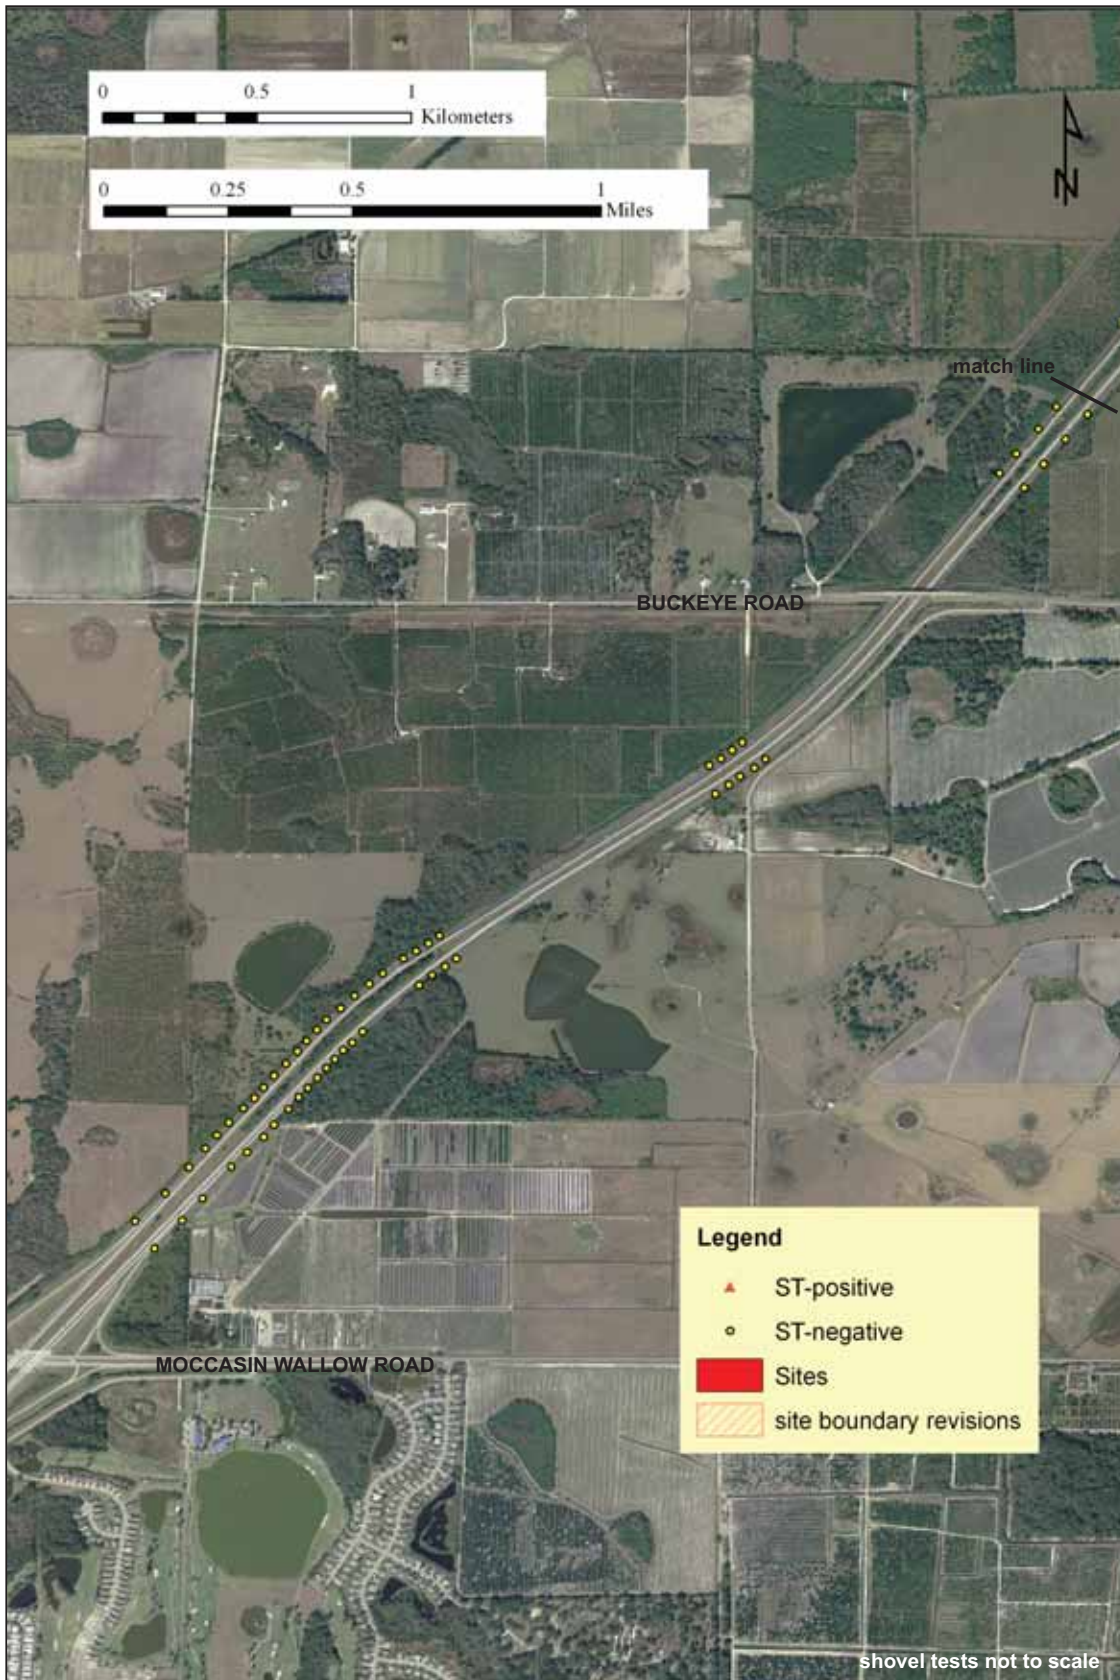 0 0.5 1
Kilometers
0 0.25 0.5 1
Miles
N
match line
BUCKEYE ROAD
Legend
ST-positive
ST-negative
Sites
site boundary revisions
MOCCASIN WALLOW ROAD
shovel tests not to scale